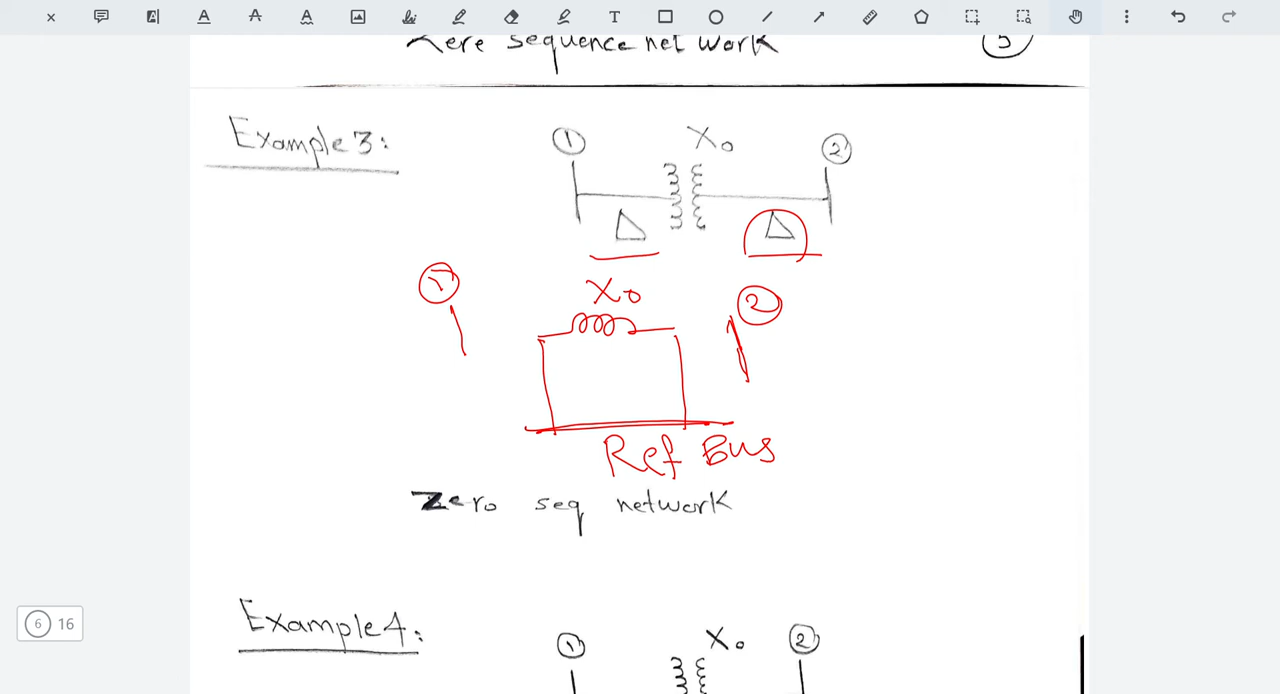 Zero sequence network
5
Example 3:
1
X₀
2
Δ
Δ
1
X₀
2
Ref Bus
Zero seq network
Example 4:
1
X₀
2
6 16